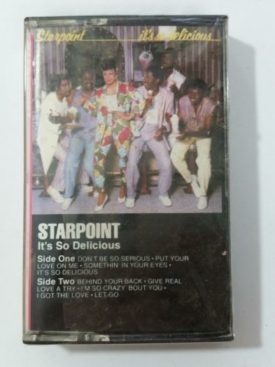 Starpoint it's so delicious
STARPOINT
It's So Delicious
Side One DON'T BE SO SERIOUS • PUT YOUR
LOVE ON ME • SOMETHIN' IN YOUR EYES •
IT'S SO DELICIOUS
Side Two BEHIND YOUR BACK • GIVE REAL
LOVE A TRY • I'M SO CRAZY 'BOUT YOU •
I GOT THE LOVE • LET GO